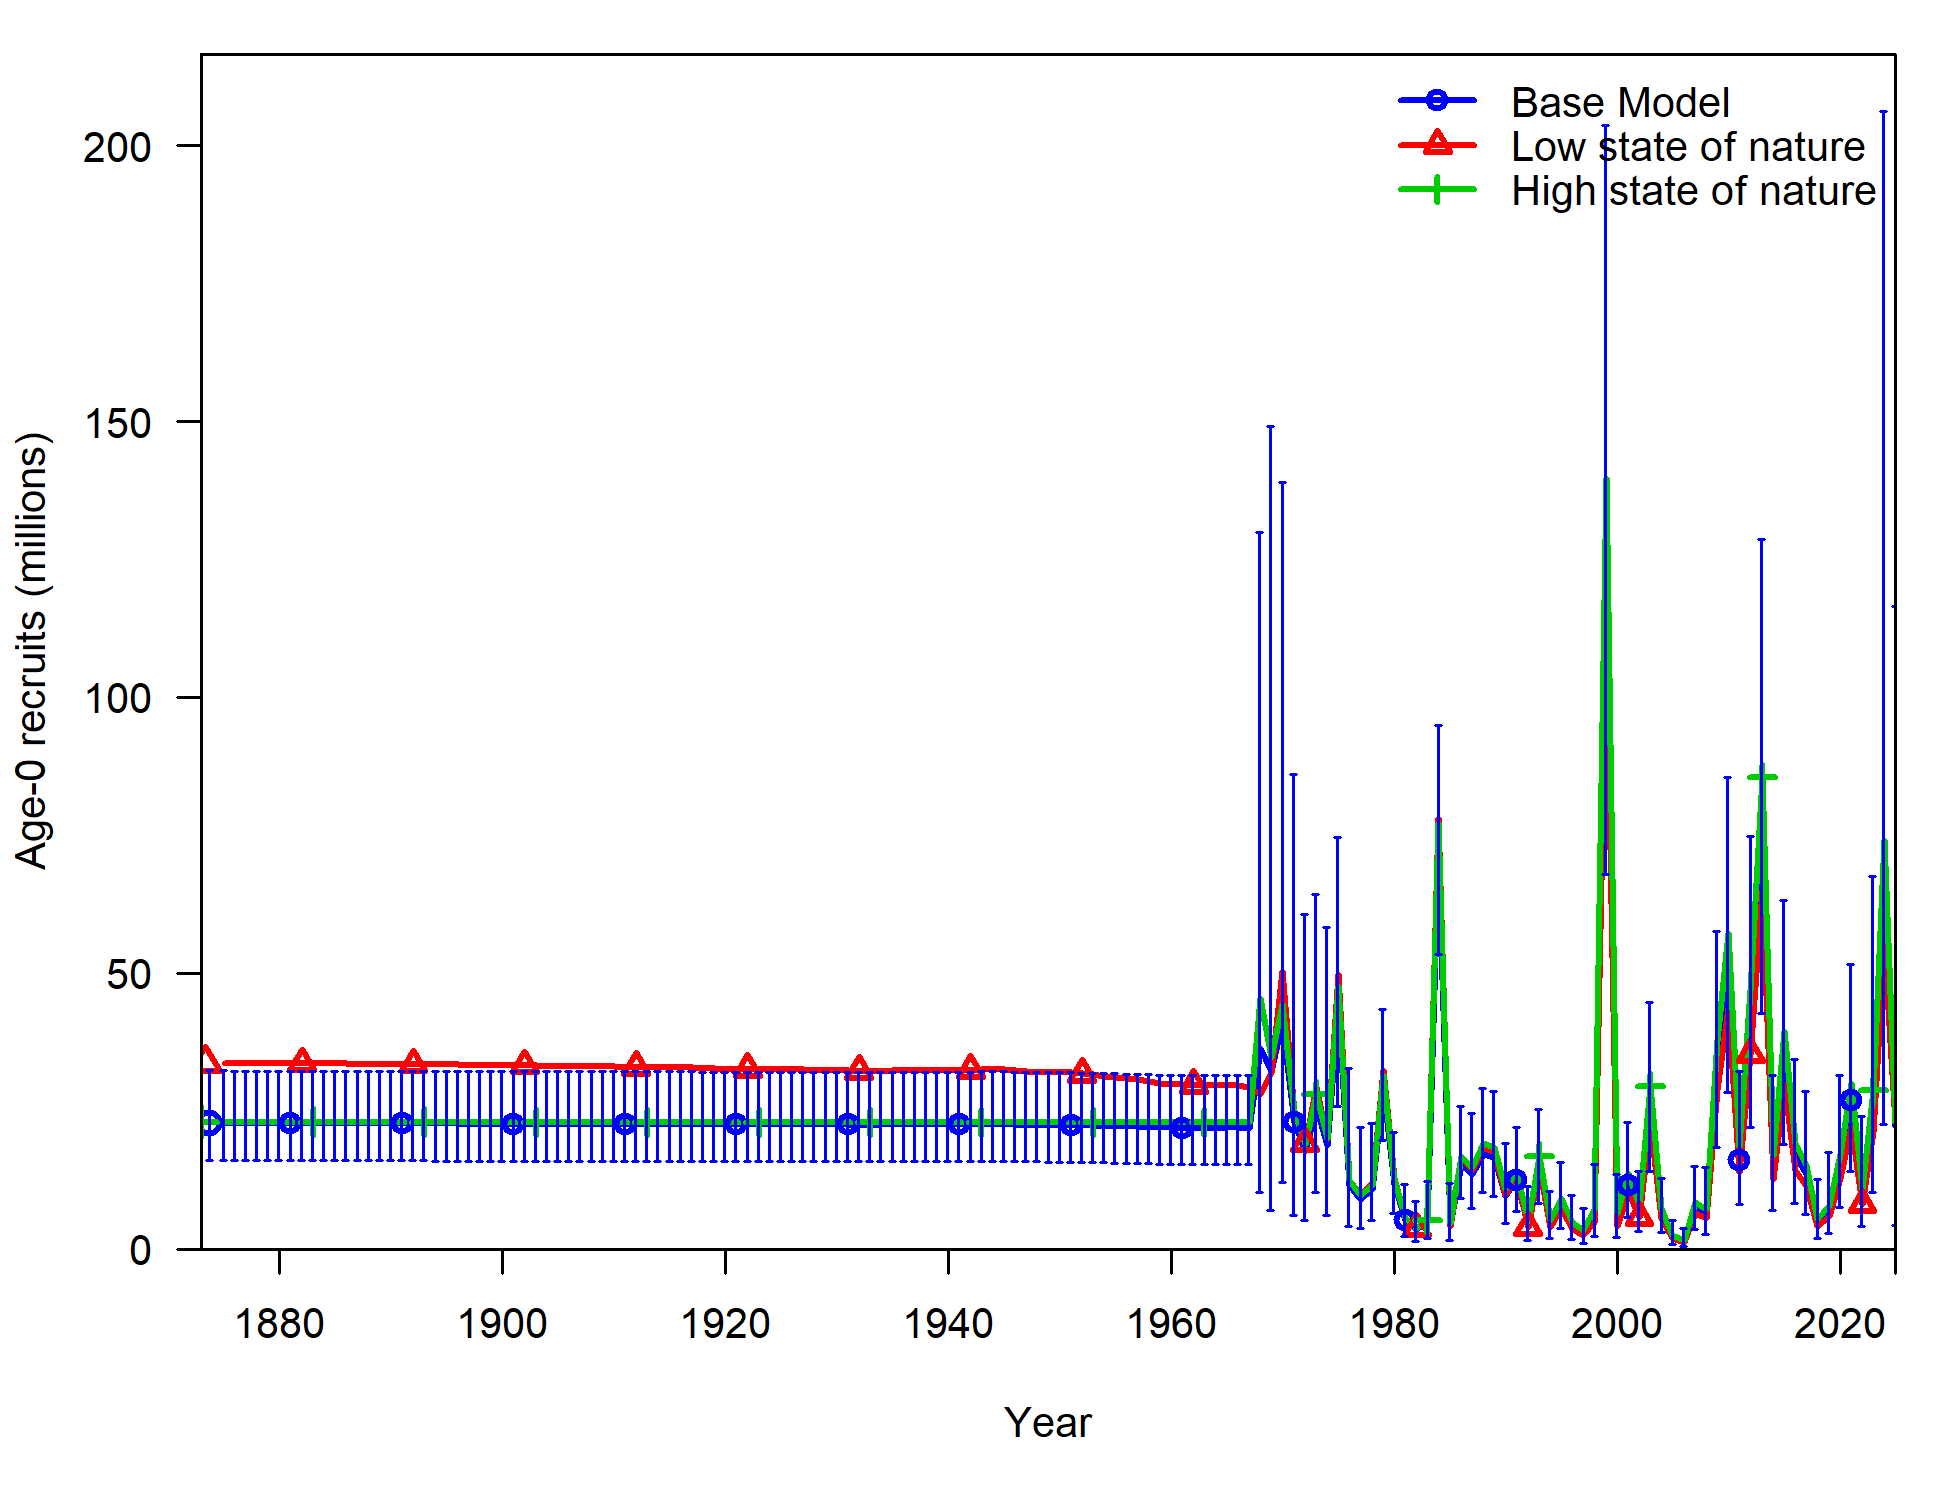 Base Model
Low state of nature
High state of nature
200
150
100
50
0
Age-0 recruits (millions)
1880 1900 1920 1940 1960 1980 2000 2020
Year